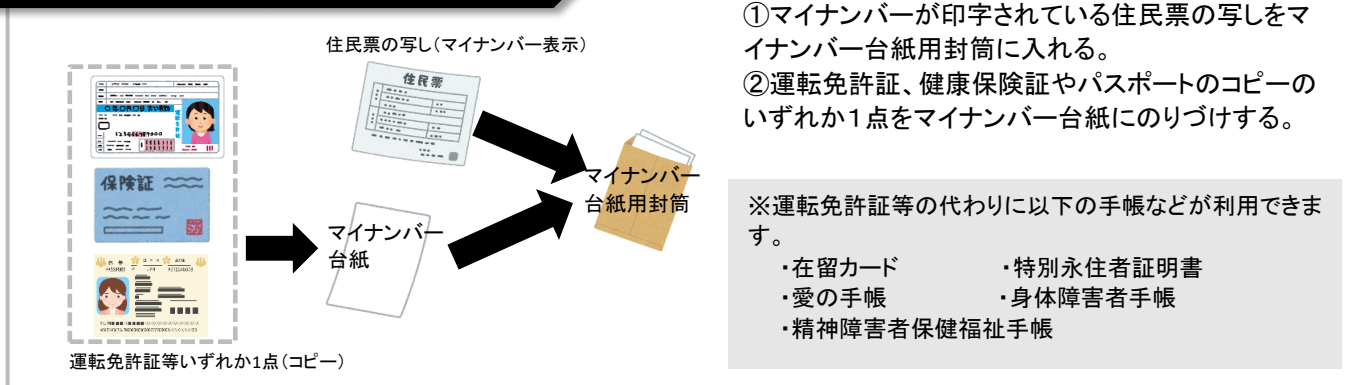 住民票の写し（マイナンバー表示）
住民票
保険証
マイナンバー
台紙
マイナンバー
台紙用封筒
運転免許証等いずれか1点（コピー）
①マイナンバーが印字されている住民票の写しをマ
イナンバー台紙用封筒に入れる。
②運転免許証、健康保険証やパスポートのコピーの
いずれか１点をマイナンバー台紙にのりづけする。
※運転免許証等の代わりに以下の手帳などが利用できま
す。
・在留カード ・特別永住者証明書
・愛の手帳 ・身体障害者手帳
・精神障害者保健福祉手帳